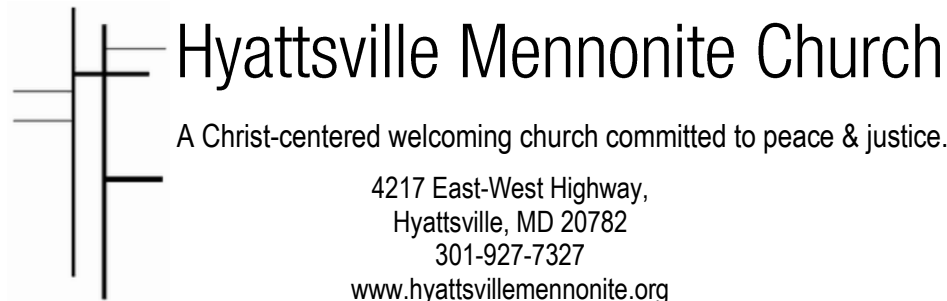 Hyattsville Mennonite Church
A Christ-centered welcoming church committed to peace & justice.
4217 East-West Highway,
Hyattsville, MD 20782
301-927-7327
www.hyattsvillemennonite.org